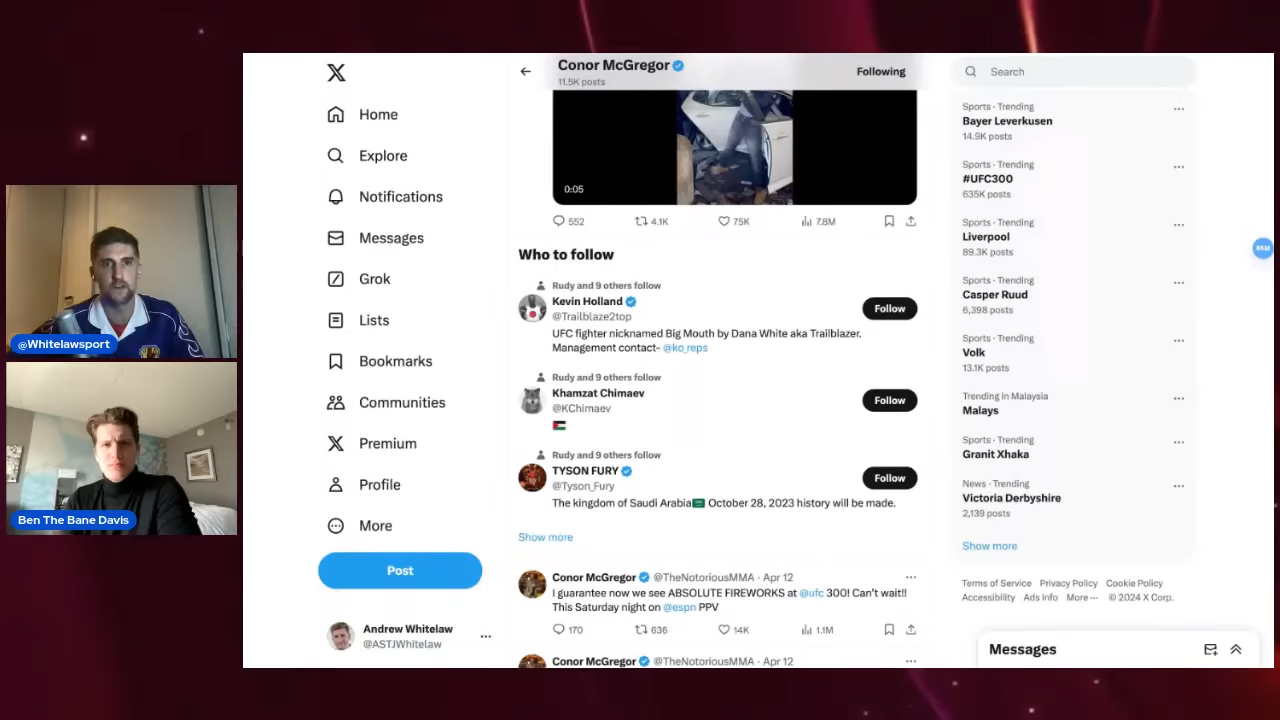 @Whitelawsport
Ben The Bane Davis
Home
Explore
Notifications
Messages
Grok
Lists
Bookmarks
Communities
Premium
Profile
More
Post
Andrew Whitelaw
@ASTJWhitelaw
Conor McGregor
11.5K posts
Following
0:05
552 4.1K 75K 7.8M
Who to follow
Rudy and 9 others follow
Kevin Holland
@Trailblaze2top
Follow
UFC fighter nicknamed Big Mouth by Dana White aka Trailblazer.
Management contact- @ko_reps
Rudy and 9 others follow
Khamzat Chimaev
@KChimaev
Follow
Rudy and 9 others follow
TYSON FURY
@Tyson_Fury
Follow
The kingdom of Saudi Arabia🇸🇦 October 28, 2023 history will be made.
Show more
Conor McGregor @TheNotoriousMMA · Apr 12
I guarantee now we see ABSOLUTE FIREWORKS at @ufc 300! Can't wait!!
This Saturday night on @espn PPV
170 636 14K 1.1M
Conor McGregor @TheNotoriousMMA · Apr 12
Search
Sports · Trending
Bayer Leverkusen
14.9K posts
Sports · Trending
#UFC300
635K posts
Sports · Trending
Liverpool
89.3K posts
Sports · Trending
Casper Ruud
6,398 posts
Sports · Trending
Volk
13.1K posts
Trending in Malaysia
Malays
Sports · Trending
Granit Xhaka
News · Trending
Victoria Derbyshire
2,139 posts
Show more
Terms of Service Privacy Policy Cookie Policy
Accessibility Ads info More ··· © 2024 X Corp.
Messages